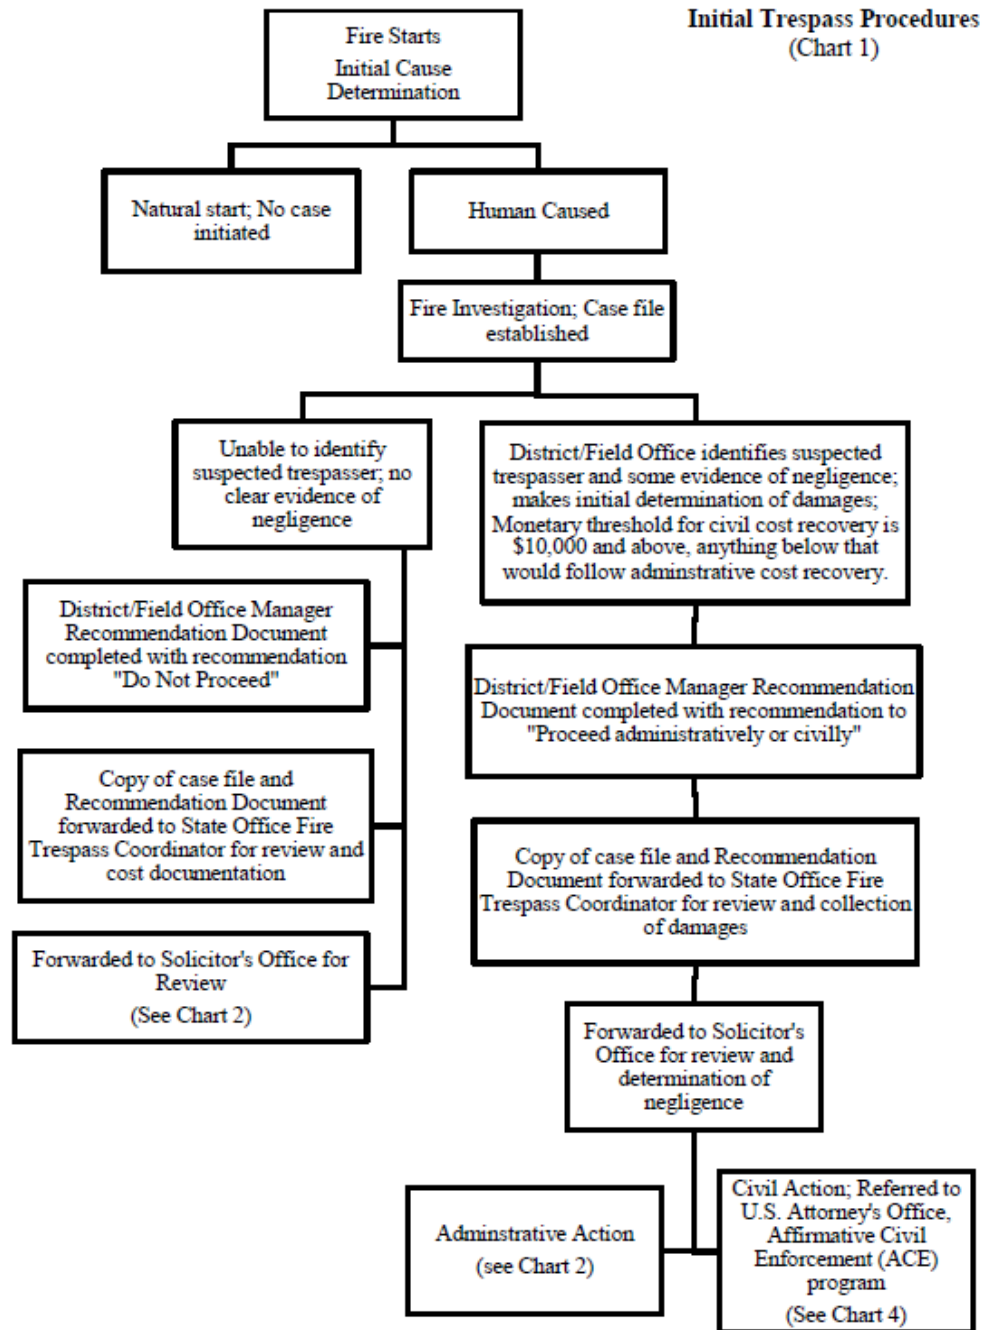 Initial Trespass Procedures
(Chart 1)
Fire Starts
Initial Cause
Determination
Natural start; No case
initiated
Human Caused
Fire Investigation; Case file
established
Unable to identify
suspected trespasser; no
clear evidence of
negligence
District/Field Office identifies suspected
trespasser and some evidence of negligence;
makes initial determination of damages;
Monetary threshold for civil cost recovery is
$10,000 and above, anything below that
would follow adminstrative cost recovery.
District/Field Office Manager
Recommendation Document
completed with recommendation
"Do Not Proceed"
District/Field Office Manager Recommendation
Document completed with recommendation to
"Proceed administratively or civilly"
Copy of case file and
Recommendation Document
forwarded to State Office Fire
Trespass Coordinator for review and
cost documentation
Copy of case file and Recommendation
Document forwarded to State Office Fire
Trespass Coordinator for review and collection
of damages
Forwarded to Solicitor's Office for
Review
(See Chart 2)
Forwarded to Solicitor's
Office for review and
determination of
negligence
Adminstrative Action
(see Chart 2)
Civil Action; Referred to
U.S. Attorney's Office,
Affirmative Civil
Enforcement (ACE)
program
(See Chart 4)